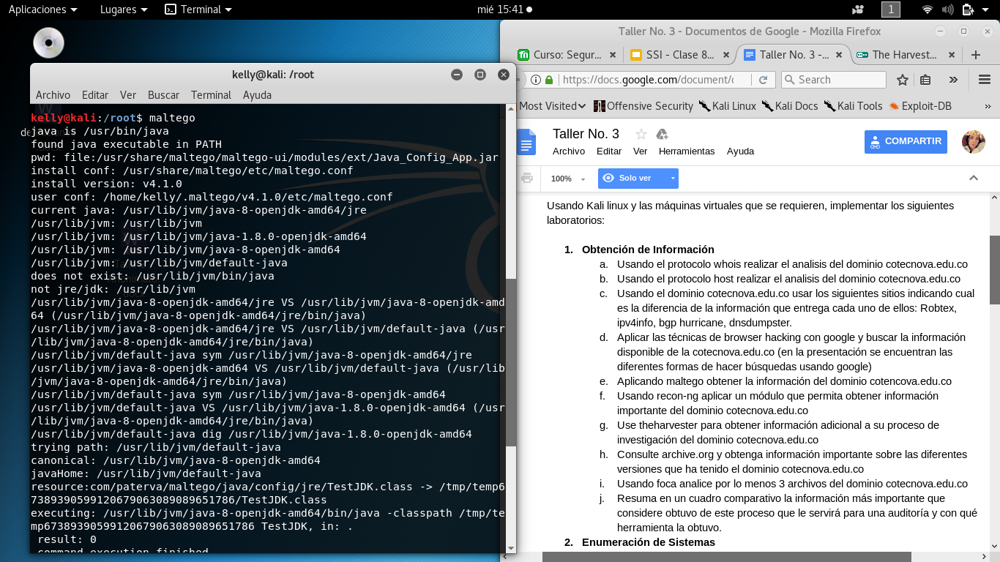 Aplicaciones Lugares Terminal mié 15:41 1
Taller No. 3 - Documentos de Google - Mozilla Firefox
Curso: Segur... SSI - Clase 8... Taller No. 3 -... The Harvest...
https://docs.google.com/document/ Search
Most Visited Offensive Security Kali Linux Kali Docs Kali Tools Exploit-DB »
Taller No. 3
Archivo Editar Ver Herramientas Ayuda
COMPARTIR
100% Solo ver
Usando Kali linux y las máquinas virtuales que se requieren, implementar los siguientes
laboratorios:
1. Obtención de Información
a. Usando el protocolo whois realizar el analisis del dominio cotecnova.edu.co
b. Usando el protocolo host realizar el analisis del dominio cotecnova.edu.co
c. Usando el dominio cotecnova.edu.co usar los siguientes sitios indicando cual
es la diferencia de la información que entrega cada uno de ellos: Robtex,
ipv4info, bgp hurricane, dnsdumpster.
d. Aplicar las técnicas de browser hacking con google y buscar la información
disponible de la cotecnova.edu.co (en la presentación se encuentran las
diferentes formas de hacer búsquedas usando google)
e. Aplicando maltego obtener la información del dominio cotencova.edu.co
f. Usando recon-ng aplicar un módulo que permita obtener información
importante del dominio cotecnova.edu.co
g. Use theharvester para obtener información adicional a su proceso de
investigación del dominio cotecnova.edu.co
h. Consulte archive.org y obtenga información importante sobre las diferentes
versiones que ha tenido el dominio cotecnova.edu.co
i. Usando foca analice por lo menos 3 archivos del dominio cotecnova.edu.co
j. Resuma en un cuadro comparativo la información más importante que
considere obtuvo de este proceso que le servirá para una auditoría y con qué
herramienta la obtuvo.
2. Enumeración de Sistemas
kelly@kali: /root
Archivo Editar Ver Buscar Terminal Ayuda
kelly@kali:/root$ maltego
java is /usr/bin/java
found java executable in PATH
pwd: file:/usr/share/maltego/maltego-ui/modules/ext/Java_Config_App.jar
install conf: /usr/share/maltego/etc/maltego.conf
install version: v4.1.0
user conf: /home/kelly/.maltego/v4.1.0/etc/maltego.conf
current java: /usr/lib/jvm/java-8-openjdk-amd64/jre
/usr/lib/jvm: /usr/lib/jvm
/usr/lib/jvm: /usr/lib/jvm/java-1.8.0-openjdk-amd64
/usr/lib/jvm: /usr/lib/jvm/java-8-openjdk-amd64
/usr/lib/jvm: /usr/lib/jvm/default-java
does not exist: /usr/lib/jvm/bin/java
not jre/jdk: /usr/lib/jvm
/usr/lib/jvm/java-8-openjdk-amd64/jre VS /usr/lib/jvm/java-8-openjdk-amd
64 (/usr/lib/jvm/java-8-openjdk-amd64/jre/bin/java)
/usr/lib/jvm/java-8-openjdk-amd64/jre VS /usr/lib/jvm/default-java (/usr
/lib/jvm/java-8-openjdk-amd64/jre/bin/java)
/usr/lib/jvm/default-java sym /usr/lib/jvm/java-8-openjdk-amd64/jre
/usr/lib/jvm/java-8-openjdk-amd64 VS /usr/lib/jvm/default-java (/usr/lib
/jvm/java-8-openjdk-amd64/jre/bin/java)
/usr/lib/jvm/default-java sym /usr/lib/jvm/java-8-openjdk-amd64
/usr/lib/jvm/default-java VS /usr/lib/jvm/java-1.8.0-openjdk-amd64 (/usr
/lib/jvm/java-8-openjdk-amd64/jre/bin/java)
/usr/lib/jvm/default-java dig /usr/lib/jvm/java-1.8.0-openjdk-amd64
trying path: /usr/lib/jvm/default-java
canonical: /usr/lib/jvm/java-8-openjdk-amd64
javaHome: /usr/lib/jvm/default-java
resource:com/paterva/maltego/java/config/jre/TestJDK.class -> /tmp/temp6
738939059912067906308908965​1786/TestJDK.class
executing: /usr/lib/jvm/java-8-openjdk-amd64/bin/java -classpath /tmp/te
mp6738939059912067906308908965​1786 TestJDK, in: .
result: 0
command execution finished